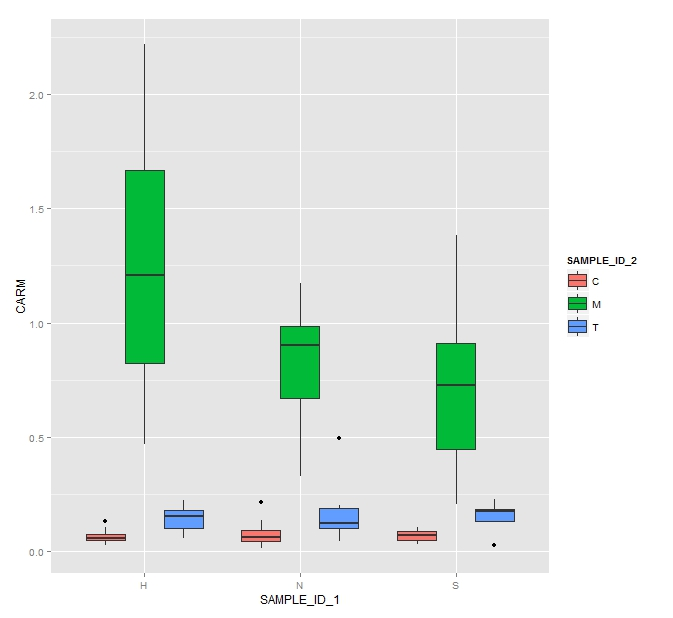 2.0
1.5
1.0
0.5
0.0
CARM
H N S
SAMPLE_ID_1
SAMPLE_ID_2
C
M
T